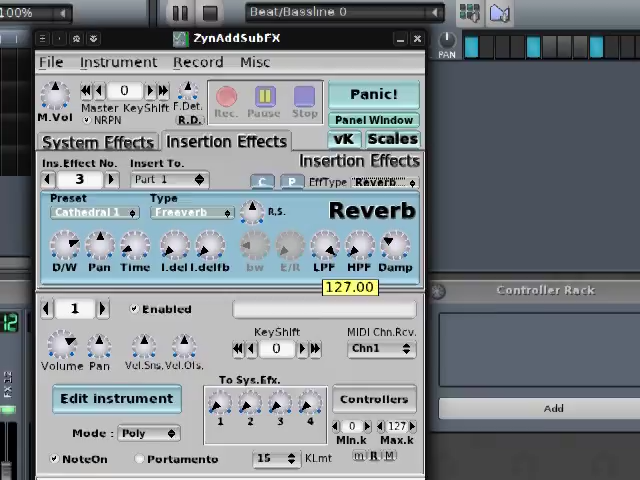 100%
Beat/Bassline 0
ZynAddSubFX
PAN
File Instrument Record Misc
M.Vol
0
Master KeyShift
NRPN
F.Det.
R.D.
Rec. Pause Stop
Panic!
Panel Window
vK Scales
System Effects Insertion Effects
Insertion Effects
Ins.Effect No. Insert To.
3 Part 1 C P EffType Reverb
Preset Type
Cathedral1 Freeverb R.S. Reverb
D/W Pan Time I.del I.delfb bw E/R LPF HPF Damp
127.00
Controller Rack
1 Enabled
KeyShift
0
MIDI Chn.Rcv.
Chn1
Volume Pan Vel.Sns. Vel.Ofs.
FX 12
12
Edit instrument
To Sys.Efx.
1 2 3 4
Controllers
Add
0 127
Min.k Max.k
Mode : Poly
NoteOn Portamento 15 KLmt m R M